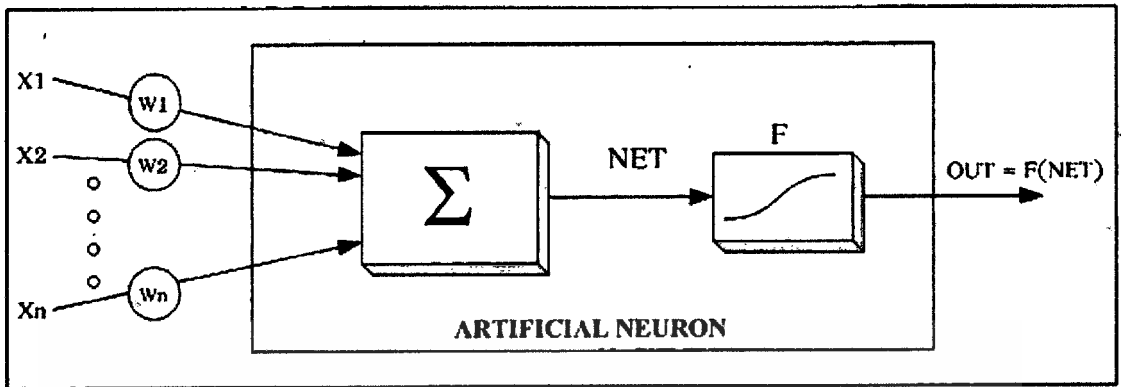 X1
W1
X2
W2
Xn
Wn
Σ
NET
F
OUT = F(NET)
ARTIFICIAL NEURON